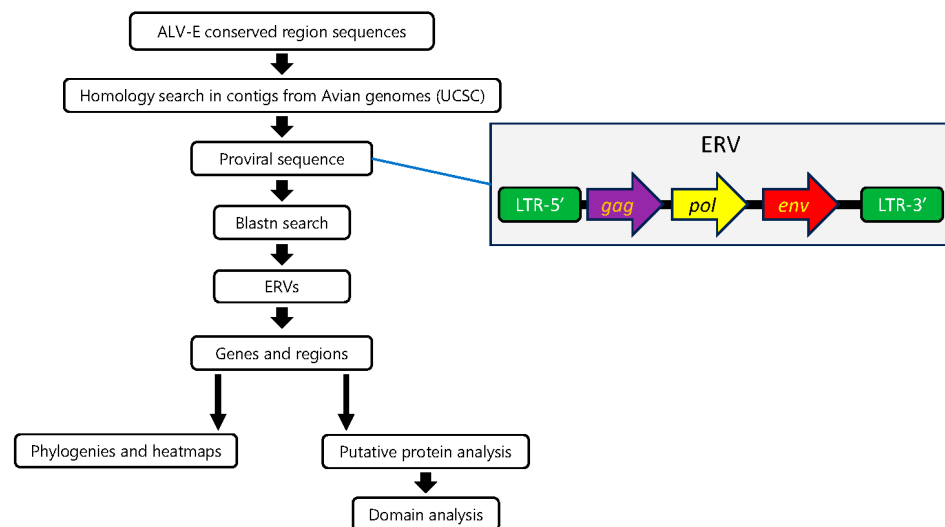 ALV-E conserved region sequences
Homology search in contigs from Avian genomes (UCSC)
Proviral sequence
Blastn search
ERVs
Genes and regions
Phylogenies and heatmaps
Putative protein analysis
Domain analysis
ERV
LTR-5′ gag pol env LTR-3′